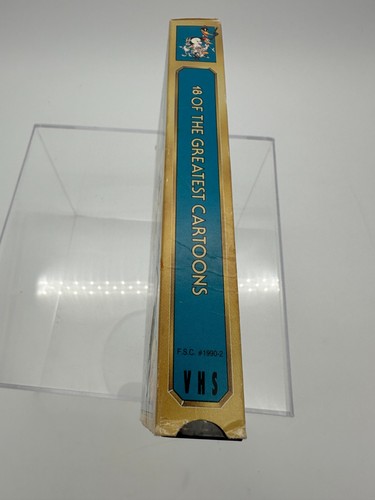 18 OF THE GREATEST CARTOONS
F.S.C. #1990-2
VHS